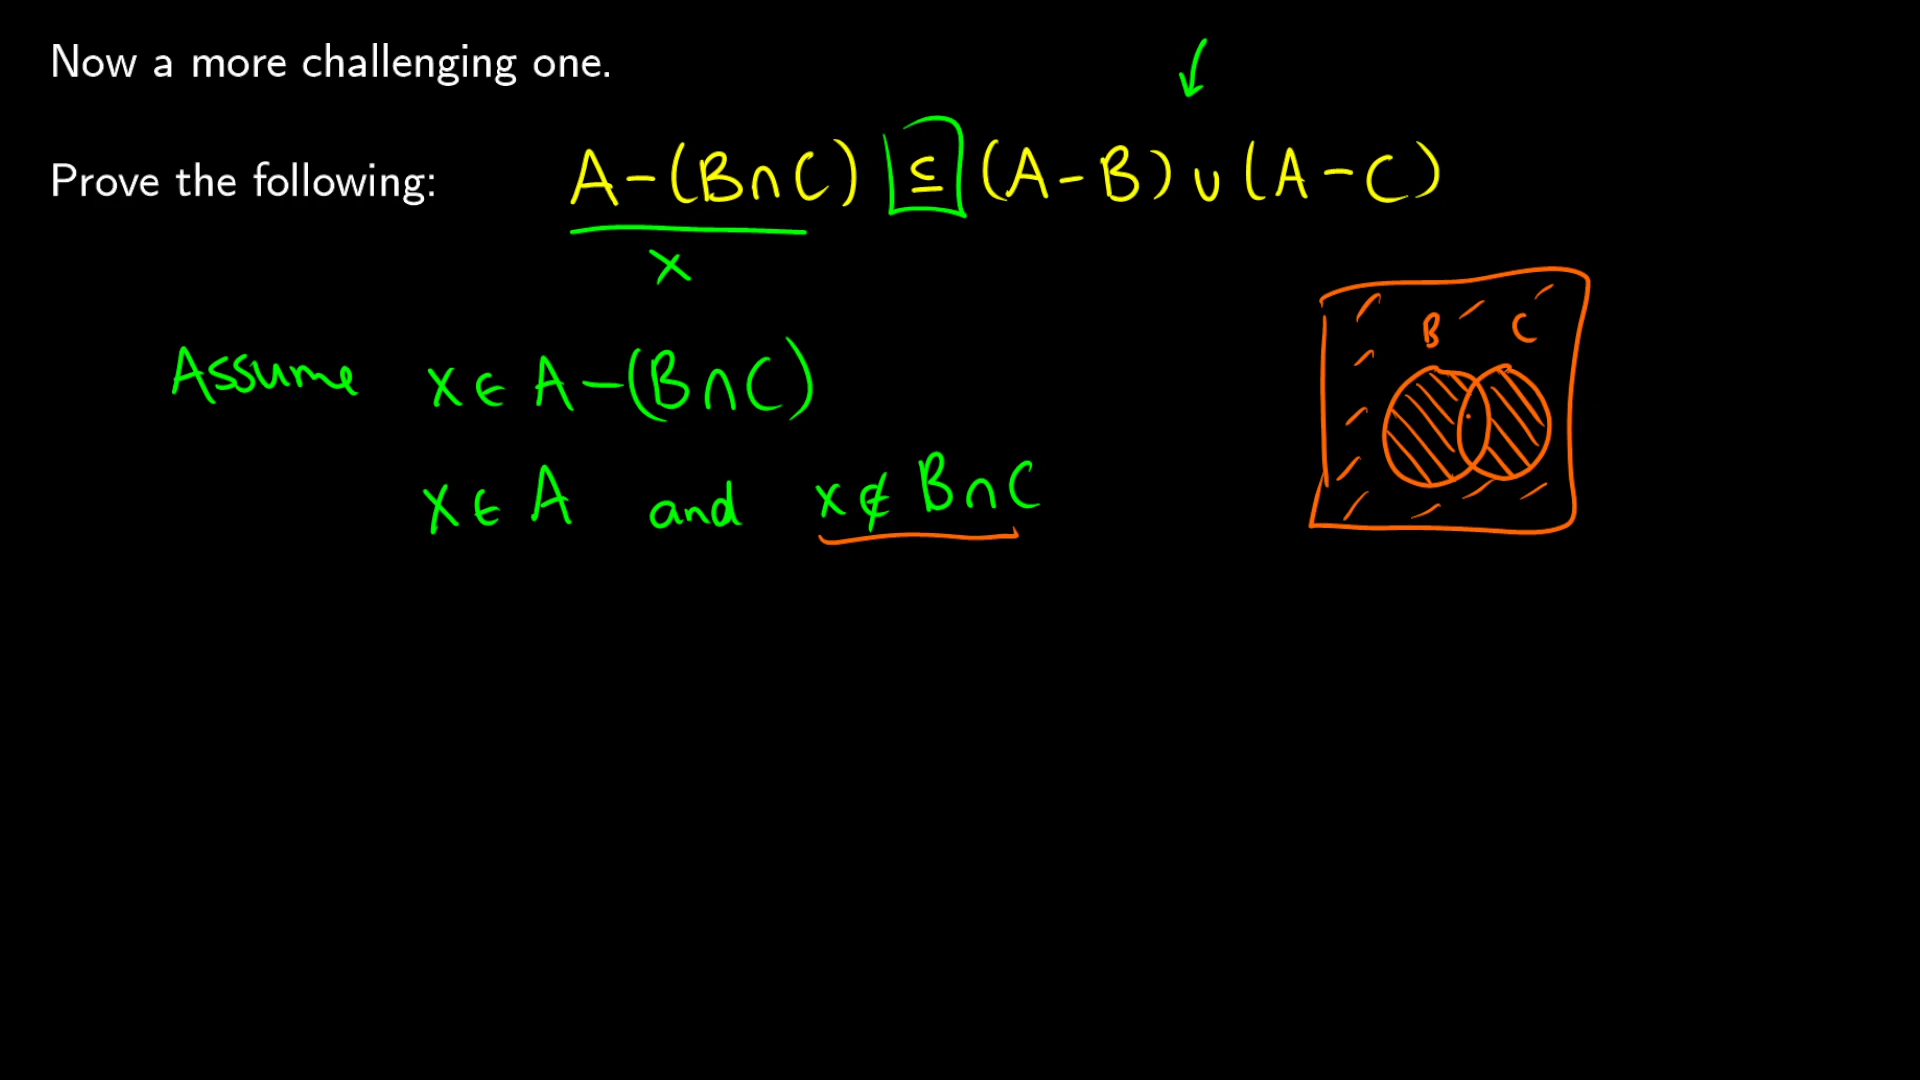 Now a more challenging one.
Prove the following: A-(B∩C) ⊆ (A-B)∪(A-C)
x
B C
Assume x∈A-(B∩C)
x∈A and x∉B∩C